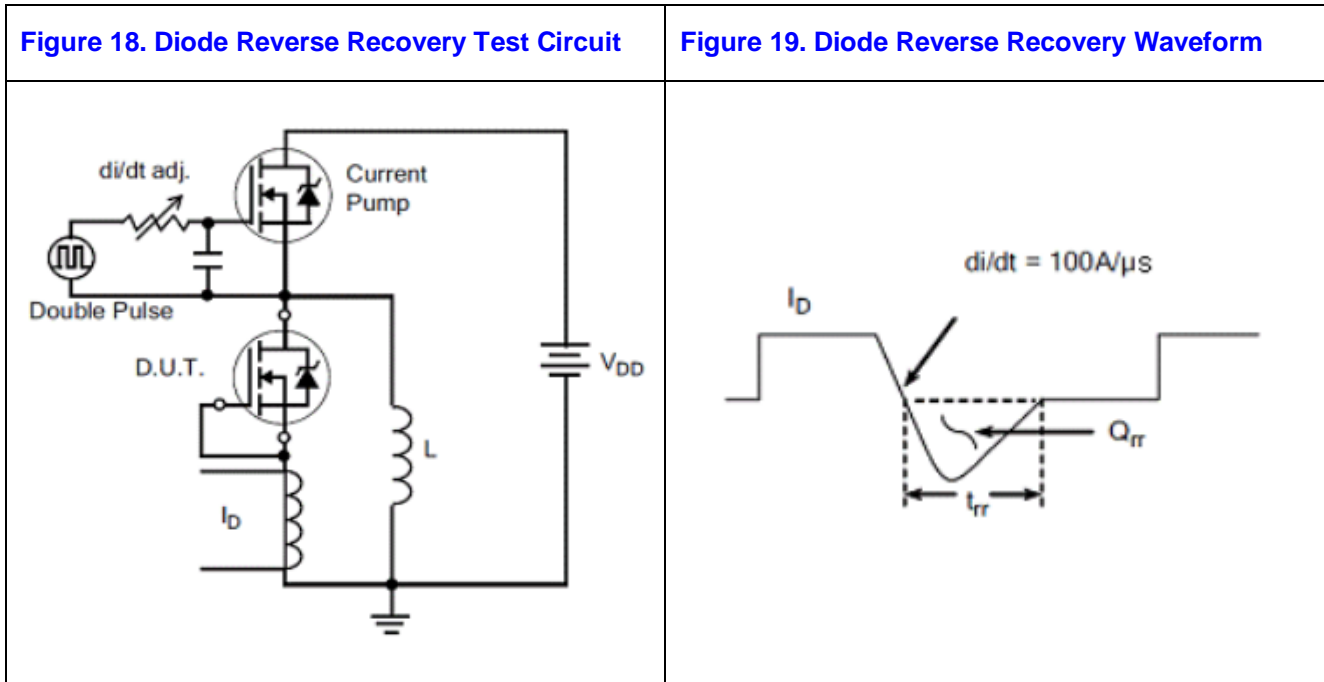 Figure 18. Diode Reverse Recovery Test Circuit
Figure 19. Diode Reverse Recovery Waveform
di/dt adj.
Current
Pump
Double Pulse
D.U.T.
VDD
L
ID
di/dt = 100A/µs
ID
Qrr
trr